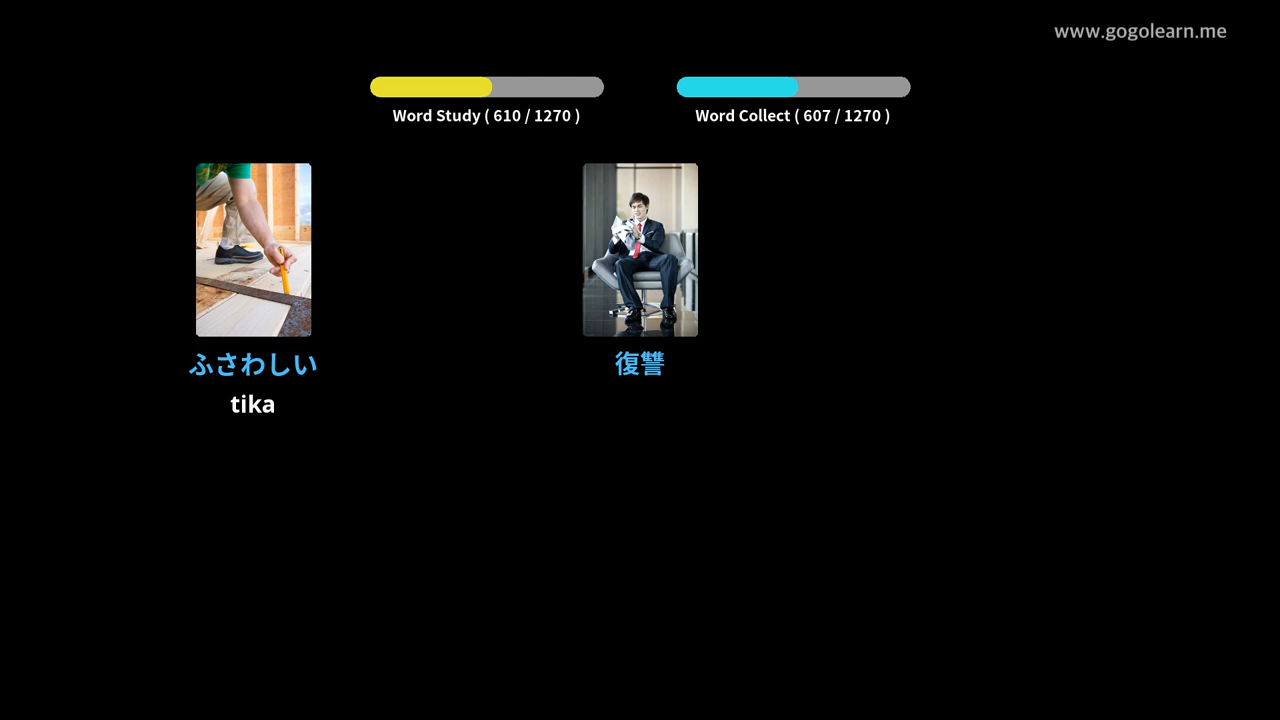 www.gogolearn.me
Word Study ( 610 / 1270 )
Word Collect ( 607 / 1270 )
ふさわしい
tika
復讐